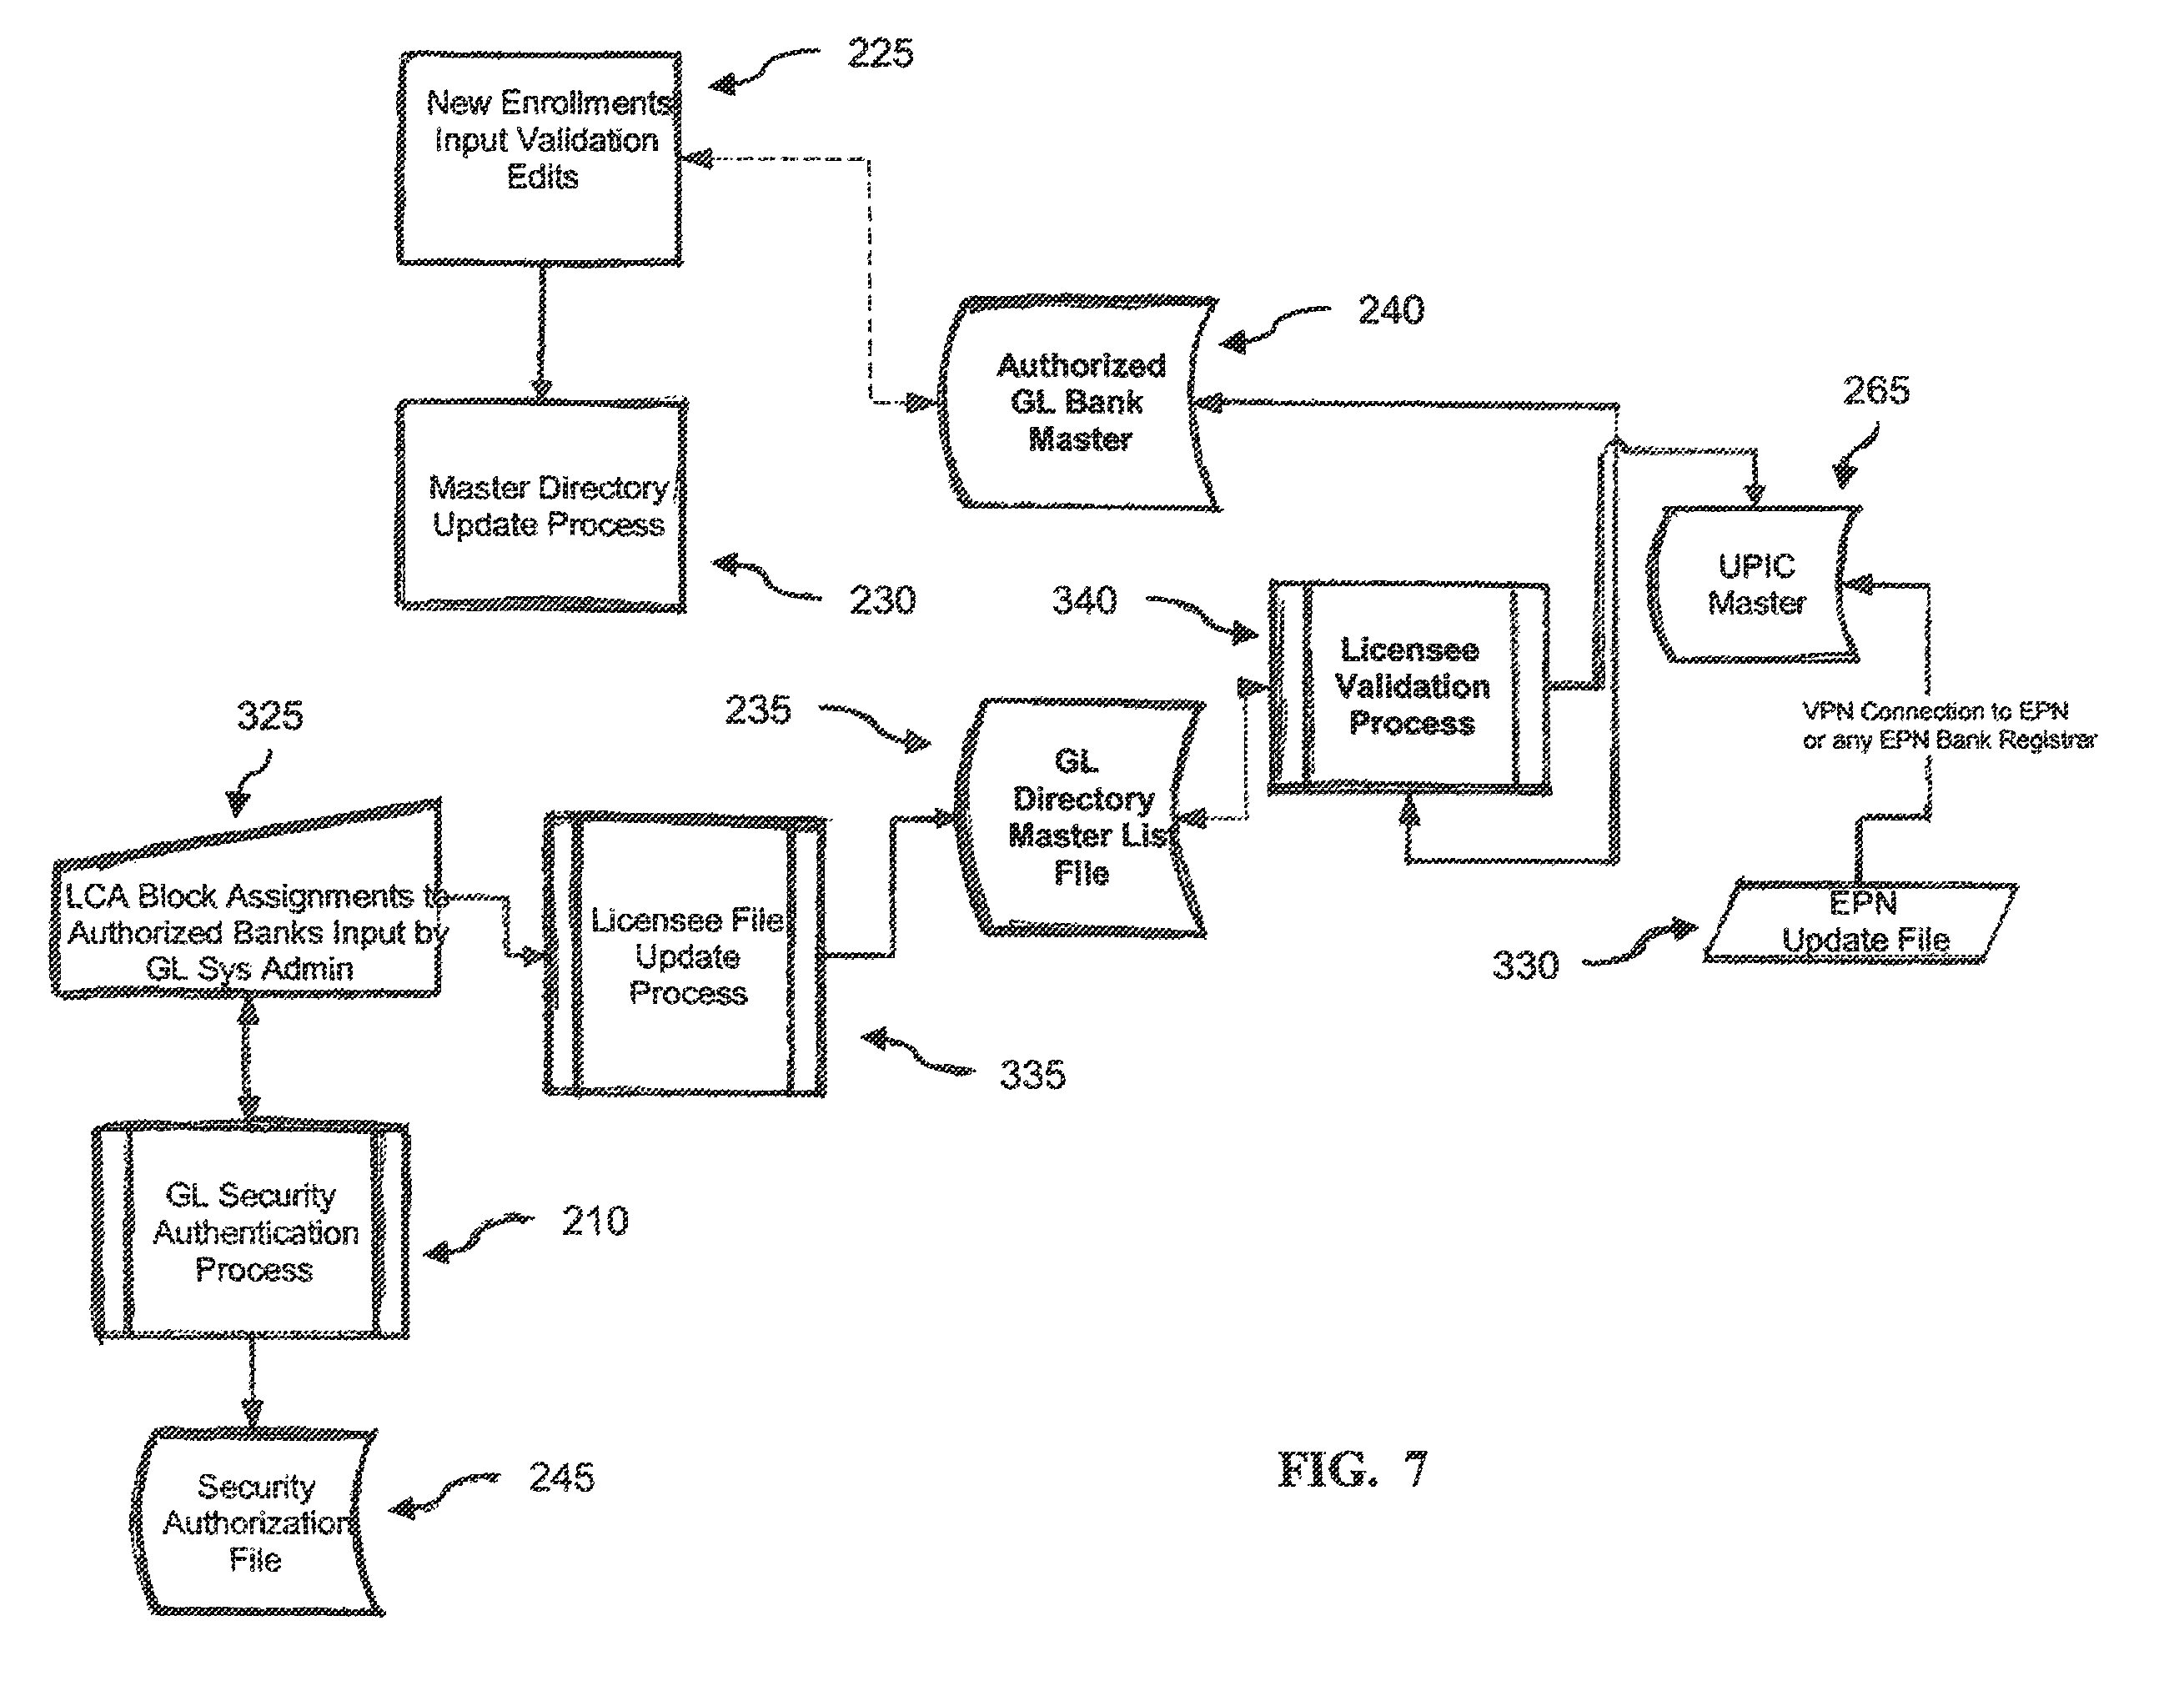 225
New Enrollments
Input Validation
Edits
240
Authorized
GL Bank
Master
265
Master Directory
Update Process
230
UPIC
Master
340
Licensee
Validation
Process
235
325
VPN Connection to EPN
or any EPN Bank Registrar
GL
Directory
Master List
File
LCA Block Assignments to
Authorized Banks Input by
GL Sys Admin
Licensee File
Update
Process
EPN
Update File
330
335
GL Security
Authentication
Process
210
Security
Authorization
File
245
FIG. 7